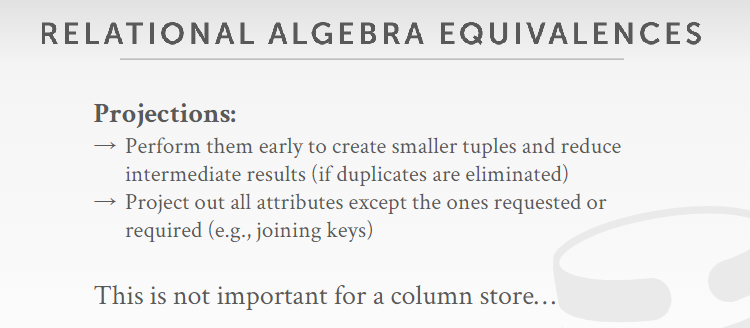 RELATIONAL ALGEBRA EQUIVALENCES
Projections:
→ Perform them early to create smaller tuples and reduce
intermediate results (if duplicates are eliminated)
→ Project out all attributes except the ones requested or
required (e.g., joining keys)
This is not important for a column store…